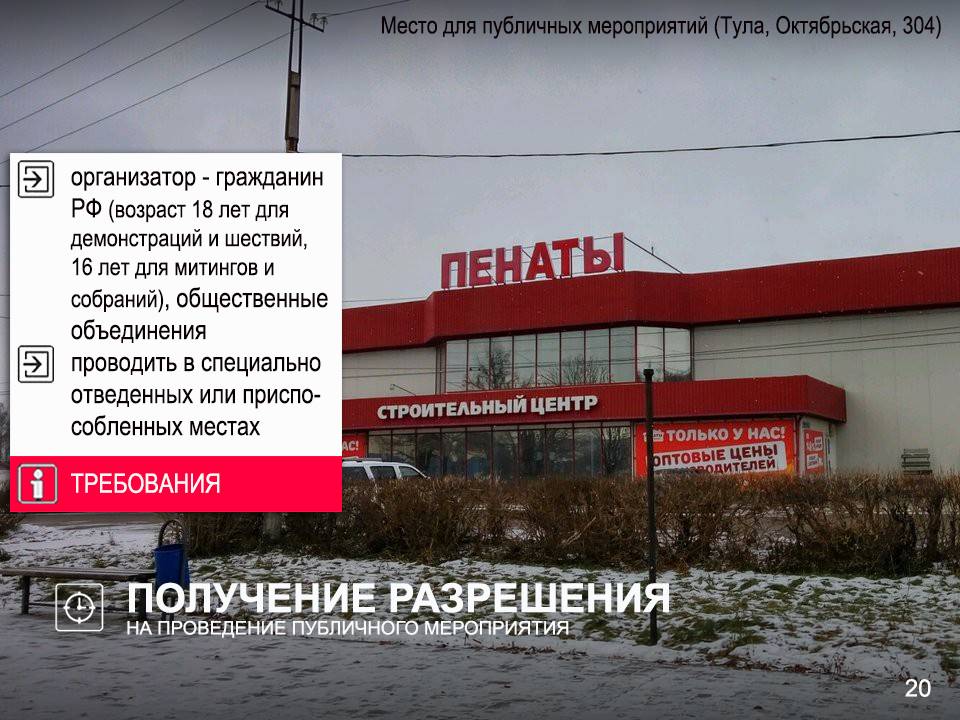 Место для публичных мероприятий (Тула, Октябрьская, 304)
организатор - гражданин
РФ (возраст 18 лет для
демонстраций и шествий,
16 лет для митингов и
собраний), общественные
объединения
проводить в специально
отведенных или приспо-
собленных местах
ТРЕБОВАНИЯ
ПЕНАТЫ
СТРОИТЕЛЬНЫЙ ЦЕНТР
АС!
ТОЛЬКО У НАС!
ОПТОВЫЕ ЦЕНЫ
ВОДИТЕЛЕЙ
ПОЛУЧЕНИЕ РАЗРЕШЕНИЯ
НА ПРОВЕДЕНИЕ ПУБЛИЧНОГО МЕРОПРИЯТИЯ
20